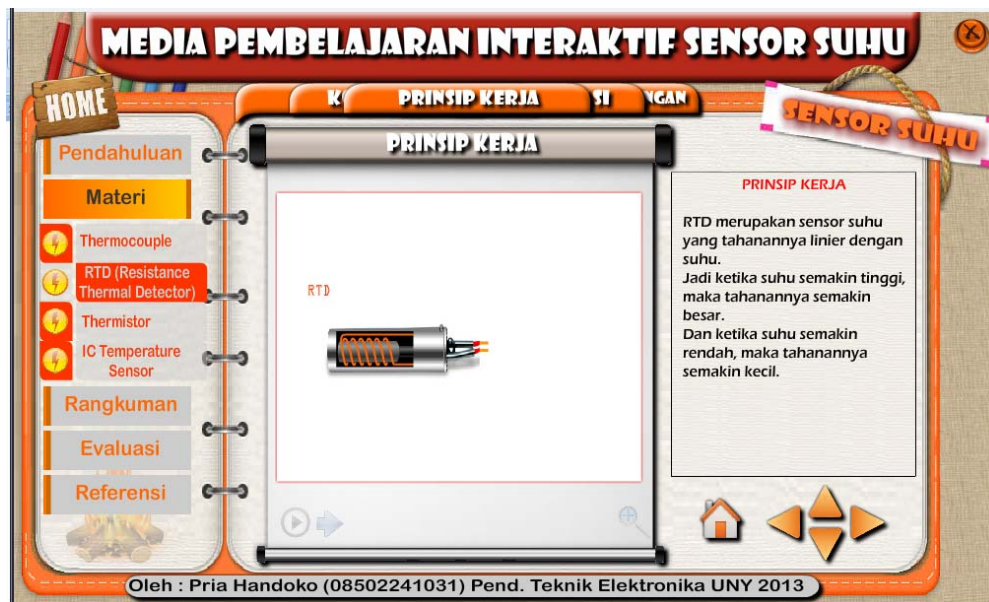 MEDIA PEMBELAJARAN INTERAKTIF SENSOR SUHU
HOME
PRINSIP KERJA
SENSOR SUHU
Pendahuluan
Materi
Thermocouple
RTD (Resistance
Thermal Detector)
Thermistor
IC Temperature
Sensor
Rangkuman
Evaluasi
Referensi
PRINSIP KERJA
RTD
PRINSIP KERJA
RTD merupakan sensor suhu
yang tahanannya linier dengan
suhu.
Jadi ketika suhu semakin tinggi,
maka tahanannya semakin
besar.
Dan ketika suhu semakin
rendah, maka tahanannya
semakin kecil.
Oleh : Pria Handoko (08502241031) Pend. Teknik Elektronika UNY 2013